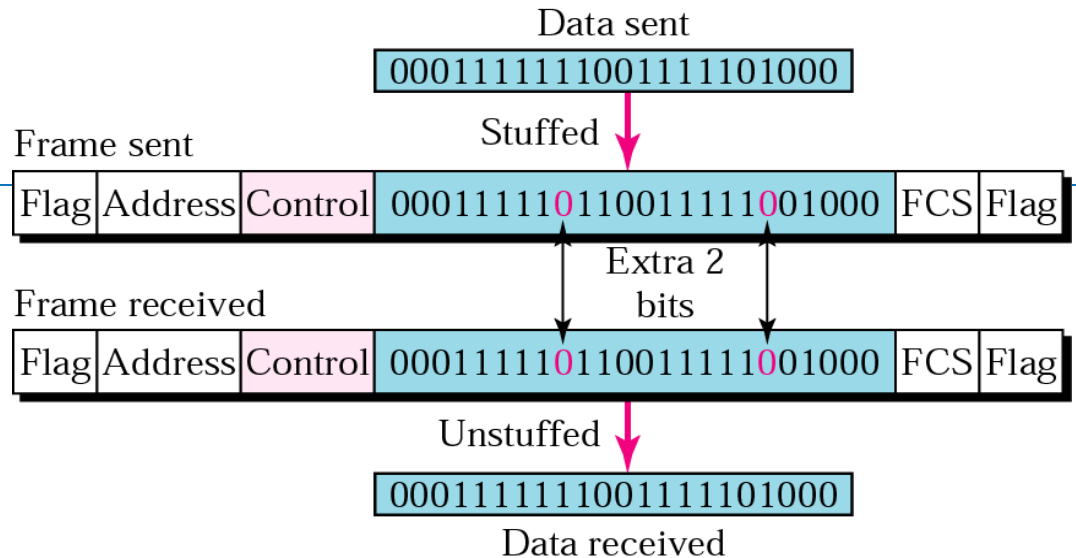 Data sent
0001111111001111101000
Stuffed
Frame sent
Flag Address Control 000111110110011111001000 FCS Flag
Extra 2
bits
Frame received
Flag Address Control 000111110110011111001000 FCS Flag
Unstuffed
0001111111001111101000
Data received